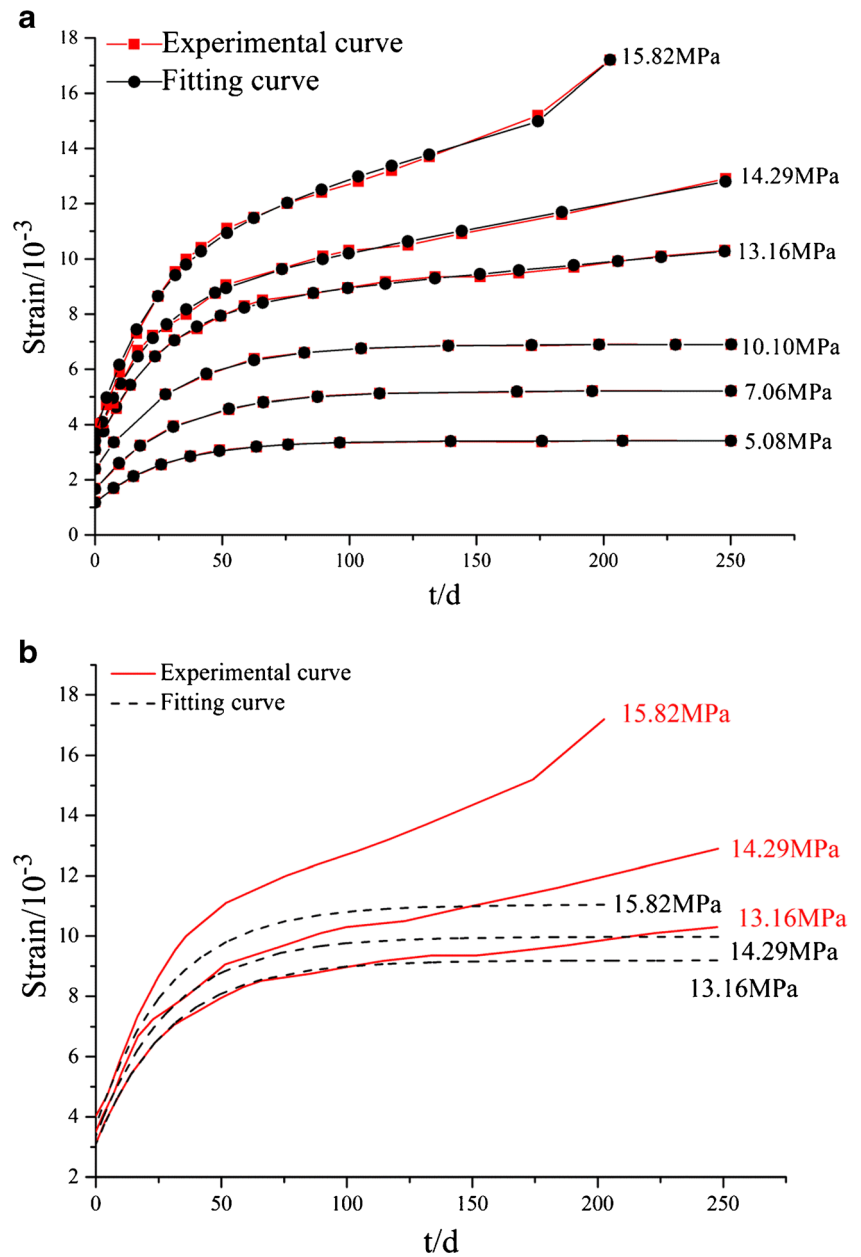 a
Experimental curve
Fitting curve
15.82MPa
14.29MPa
13.16MPa
10.10MPa
7.06MPa
5.08MPa
Strain/10-3
18
16
14
12
10
8
6
4
2
0
0 50 100 150 200 250
t/d
b
Experimental curve
Fitting curve
15.82MPa
14.29MPa
15.82MPa
13.16MPa
14.29MPa
13.16MPa
Strain/10-3
18
16
14
12
10
8
6
4
2
0 50 100 150 200 250
t/d